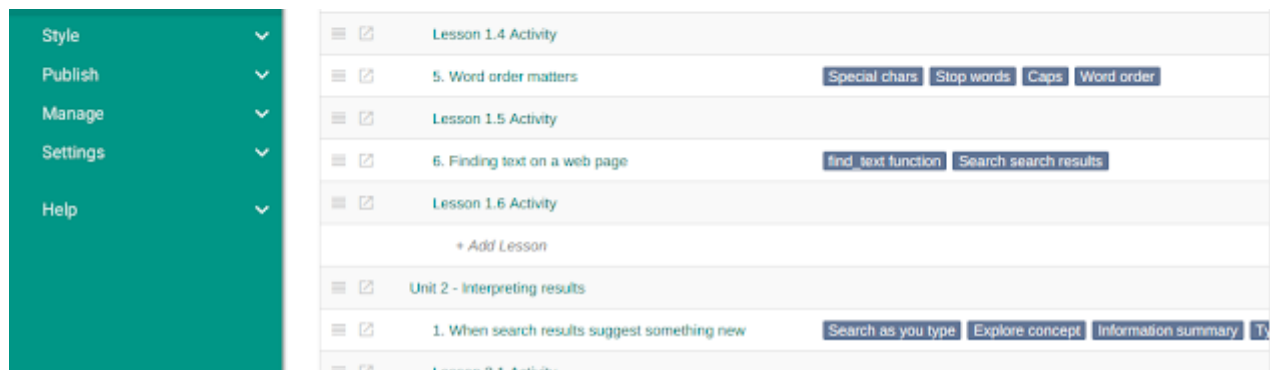 Style
Publish
Manage
Settings
Help
Lesson 1.4 Activity
5. Word order matters Special chars Stop words Caps Word order
Lesson 1.5 Activity
6. Finding text on a web page find_text function Search search results
Lesson 1.6 Activity
+ Add Lesson
Unit 2 - Interpreting results
1. When search results suggest something new Search as you type Explore concept Information summary